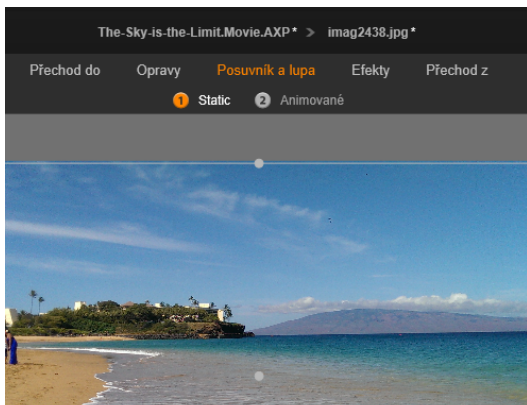 The-Sky-is-the-Limit.Movie.AXP* > imag2438.jpg*
Přechod do Opravy Posuvník a lupa Efekty Přechod z
1 Static 2 Animované